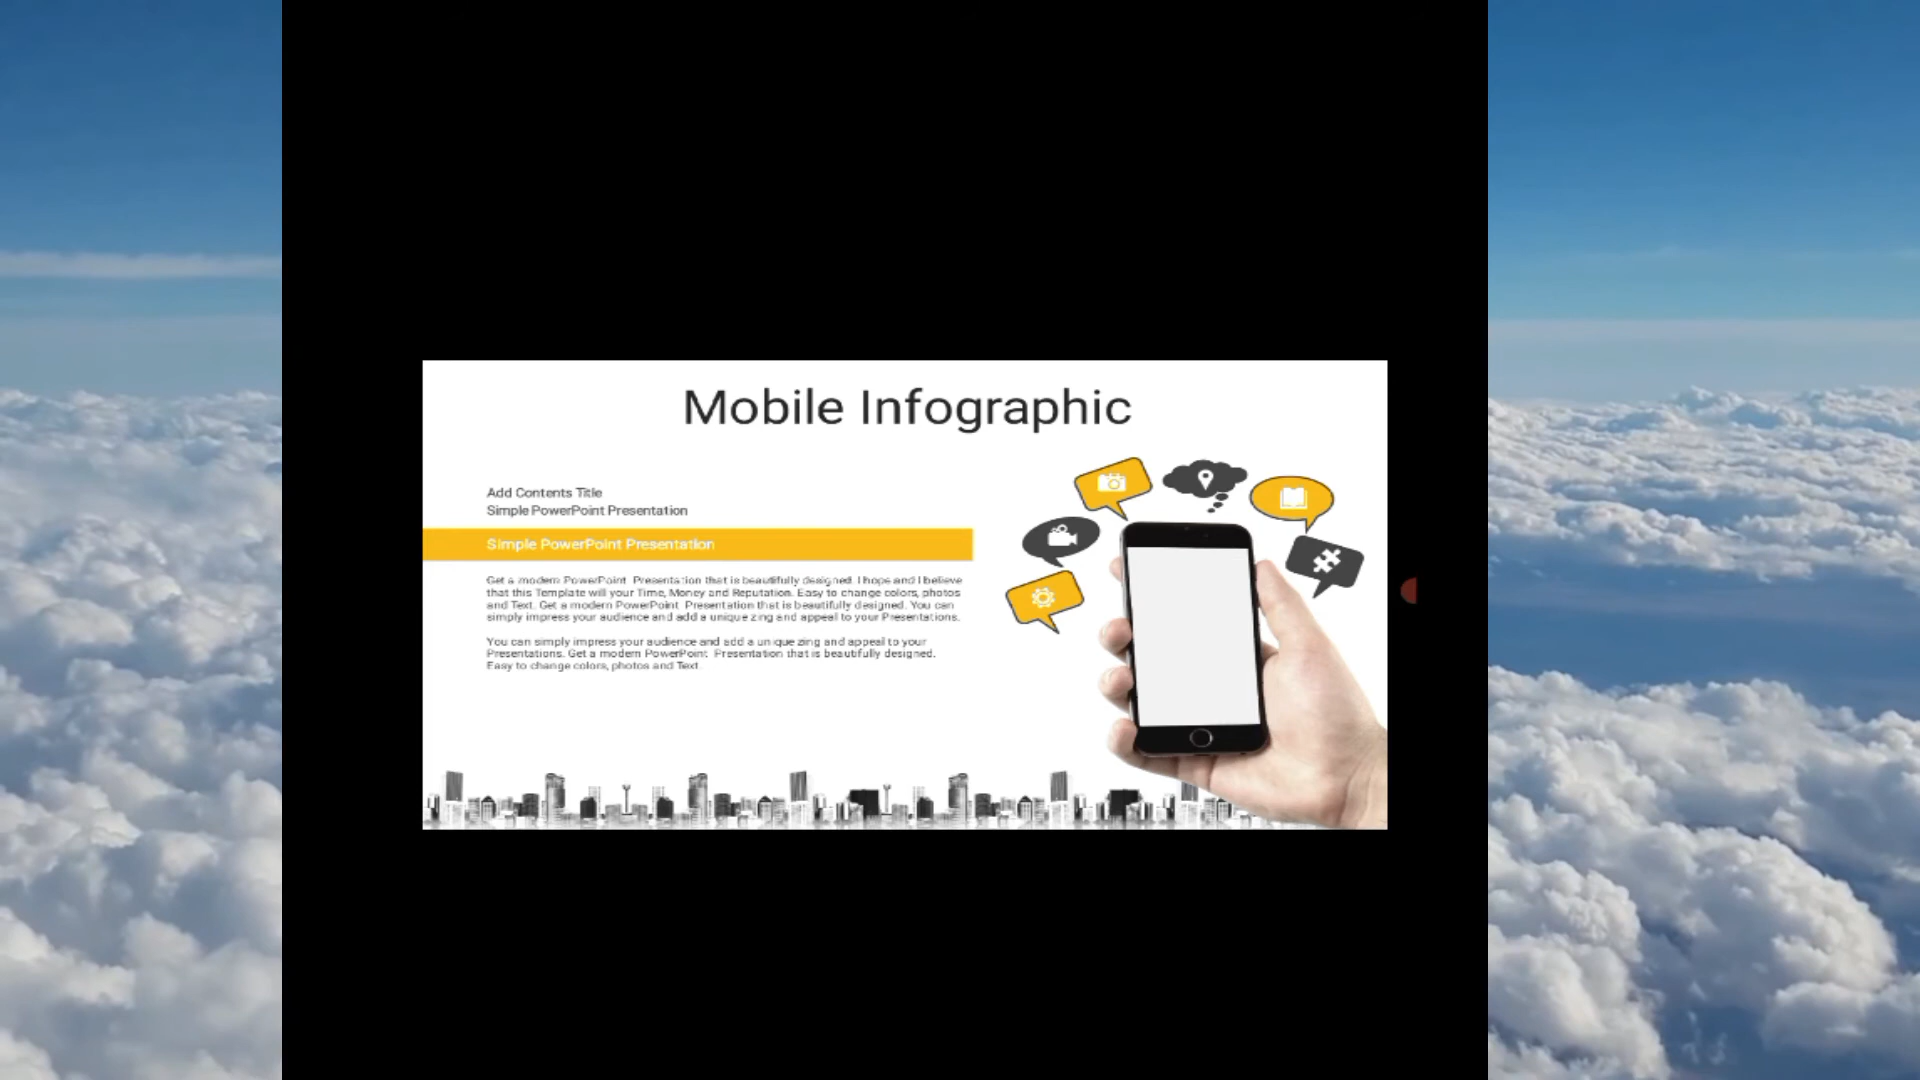 Mobile Infographic
Add Contents Title
Simple PowerPoint Presentation
Simple PowerPoint Presentation
Get a modern PowerPoint Presentation that is beautifully designed. I hope and I believe
that this Template will your Time, Money and Reputation. Easy to change colors, photos
and Text. Get a modern PowerPoint Presentation that is beautifully designed. You can
simply impress your audience and add a unique zing and appeal to your Presentations.
You can simply impress your audience and add a unique zing and appeal to your
Presentations. Get a modern PowerPoint Presentation that is beautifully designed.
Easy to change colors, photos and Text.